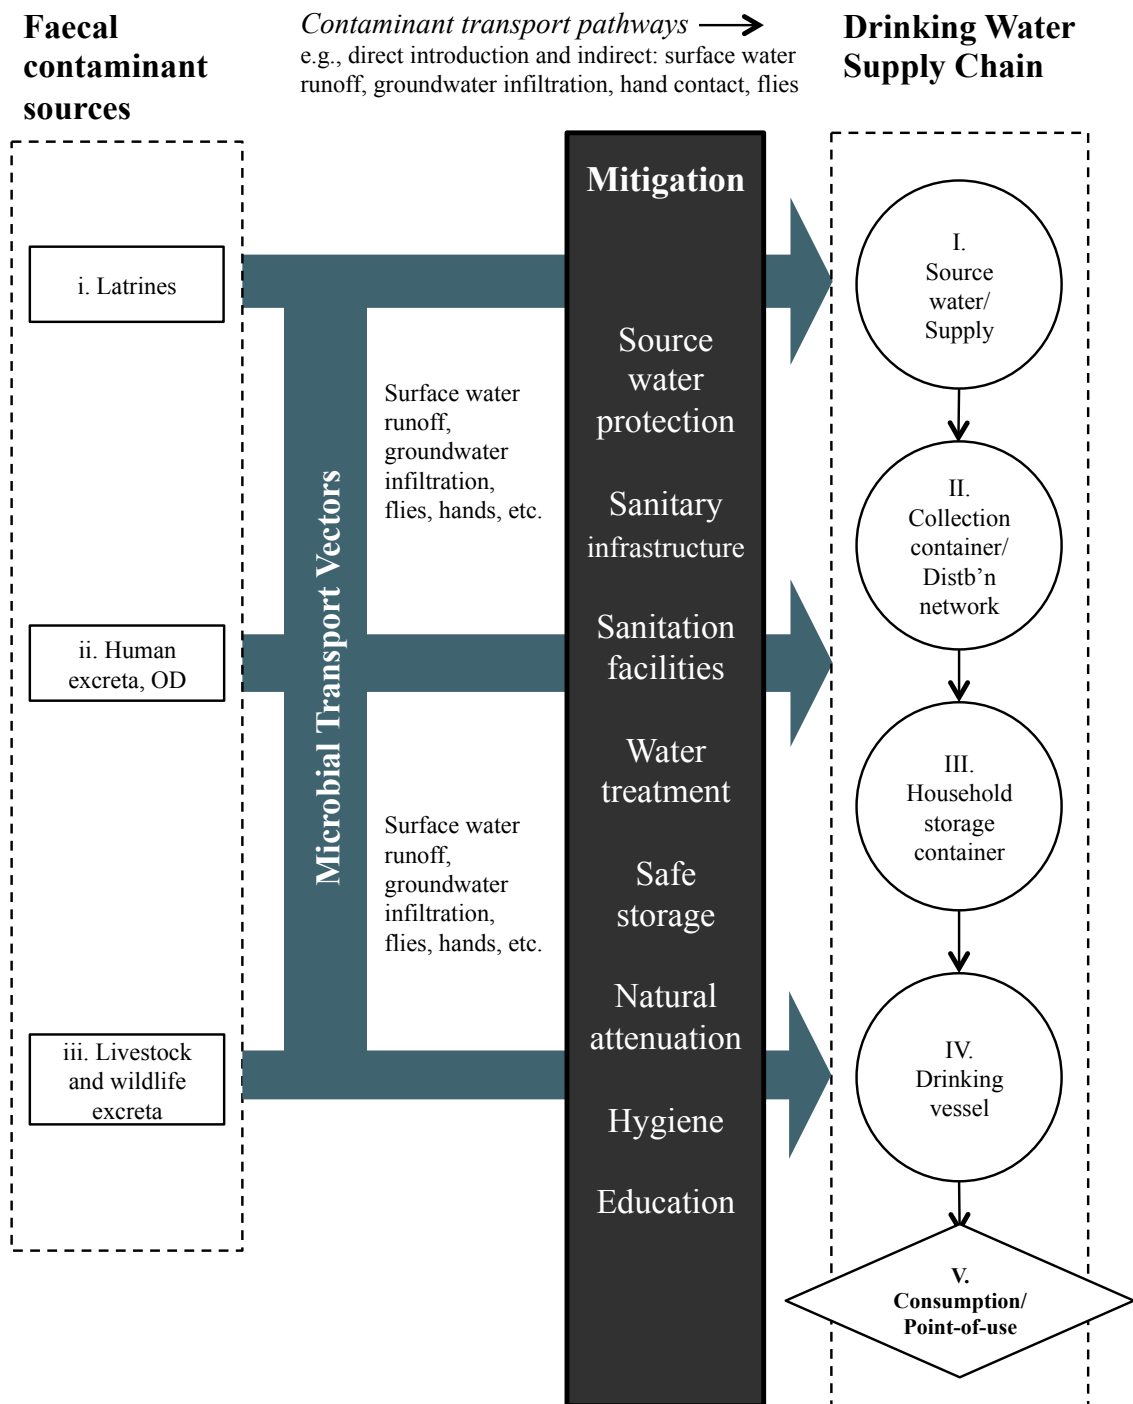 Faecal
contaminant
sources
Contaminant transport pathways
e.g., direct introduction and indirect: surface water
runoff, groundwater infiltration, hand contact, flies
Drinking Water
Supply Chain
i. Latrines
ii. Human
excreta, OD
iii. Livestock
and wildlife
excreta
Microbial Transport Vectors
Surface water
runoff,
groundwater
infiltration,
flies, hands, etc.
Surface water
runoff,
groundwater
infiltration,
flies, hands, etc.
Mitigation
Source
water
protection
Sanitary
infrastructure
Sanitation
facilities
Water
treatment
Safe
storage
Natural
attenuation
Hygiene
Education
I.
Source
water/
Supply
II.
Collection
container/
Distb’n
network
III.
Household
storage
container
IV.
Drinking
vessel
V.
Consumption/
Point-of-use